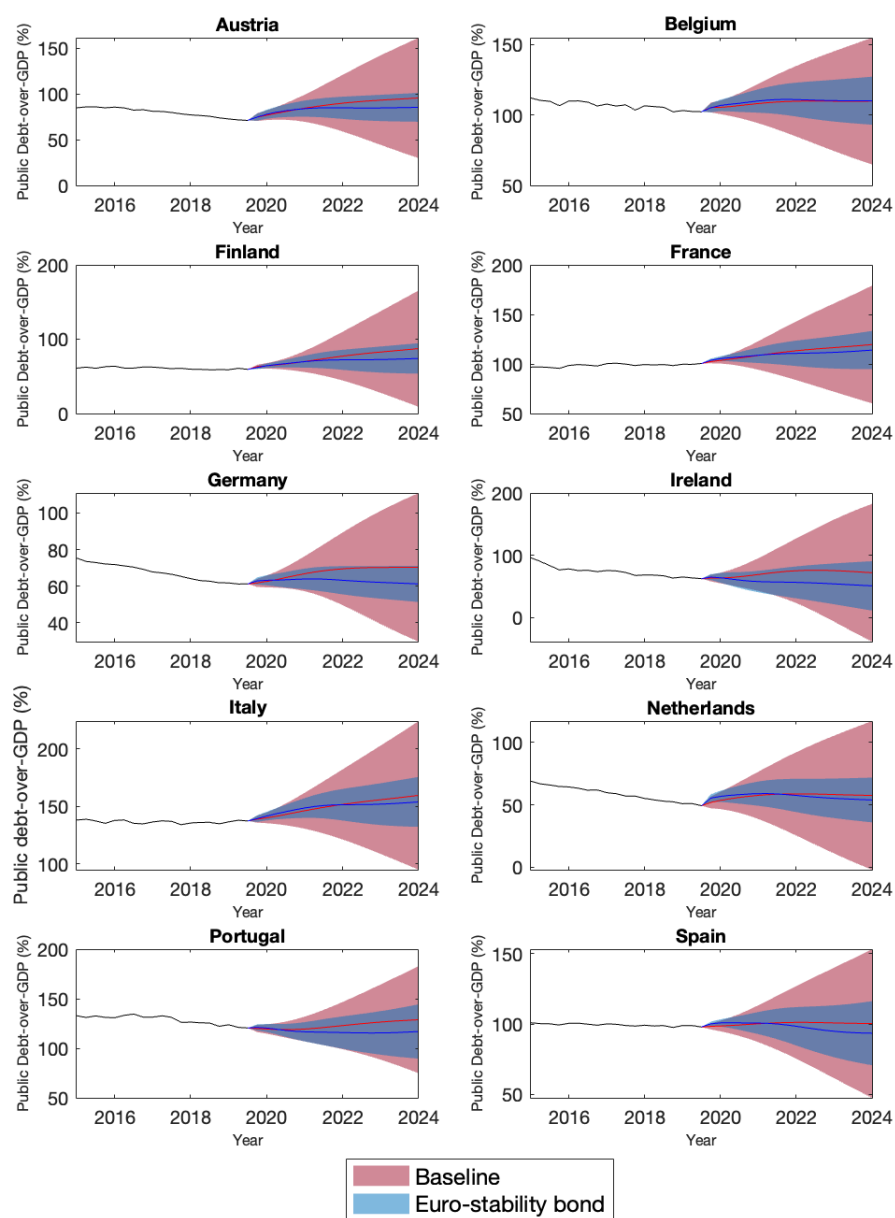 Austria
Public Debt-over-GDP (%)
150
100
50
0
2016 2018 2020 2022 2024
Year
Belgium
Public Debt-over-GDP (%)
150
100
50
2016 2018 2020 2022 2024
Year
Finland
Public Debt-over-GDP (%)
200
100
0
2016 2018 2020 2022 2024
Year
France
Public Debt-over-GDP (%)
200
150
100
50
2016 2018 2020 2022 2024
Year
Germany
Public Debt-over-GDP (%)
100
80
60
40
2016 2018 2020 2022 2024
Year
Ireland
Public Debt-over-GDP (%)
200
100
0
2016 2018 2020 2022 2024
Year
Italy
Public debt-over-GDP (%)
200
150
100
2016 2018 2020 2022 2024
Year
Netherlands
Public Debt-over-GDP (%)
100
50
0
2016 2018 2020 2022 2024
Year
Portugal
Public Debt-over-GDP (%)
200
150
100
50
2016 2018 2020 2022 2024
Year
Spain
Public Debt-over-GDP (%)
150
100
50
2016 2018 2020 2022 2024
Year
Baseline
Euro-stability bond